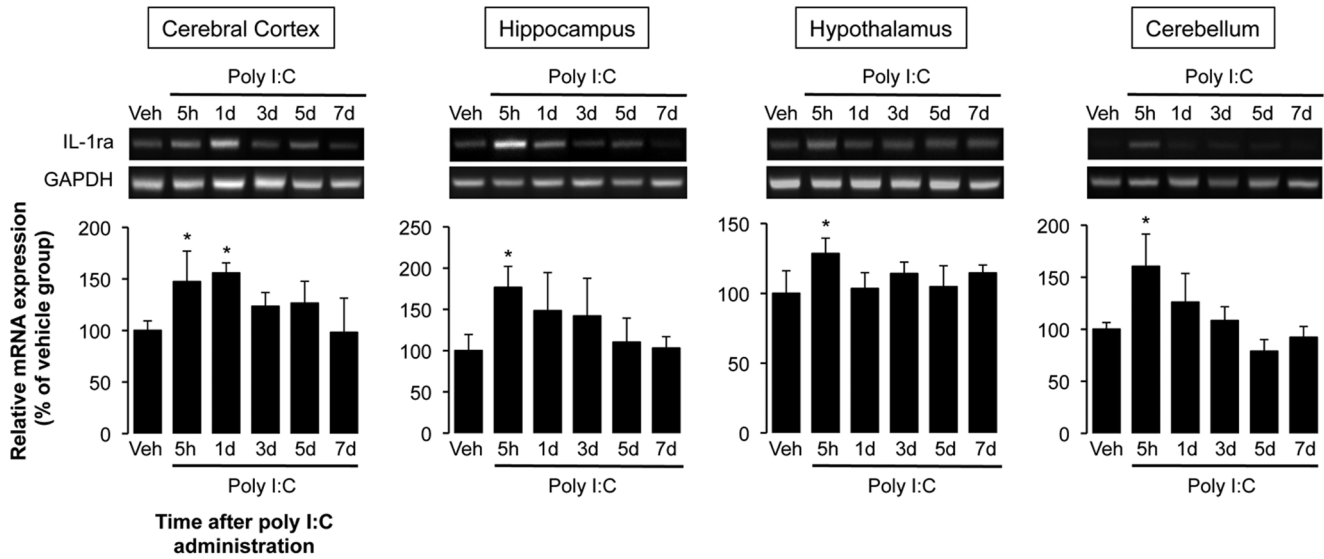 Cerebral Cortex
Hippocampus
Hypothalamus
Cerebellum
Poly I:C
Poly I:C
Poly I:C
Poly I:C
Veh 5h 1d 3d 5d 7d
Veh 5h 1d 3d 5d 7d
Veh 5h 1d 3d 5d 7d
Veh 5h 1d 3d 5d 7d
IL-1ra
GAPDH
Relative mRNA expression
(% of vehicle group)
200
150
100
50
0
* *
Veh 5h 1d 3d 5d 7d
Poly I:C
250
200
150
100
50
0
*
Veh 5h 1d 3d 5d 7d
Poly I:C
150
100
50
0
*
Veh 5h 1d 3d 5d 7d
Poly I:C
200
150
100
50
0
*
Veh 5h 1d 3d 5d 7d
Poly I:C
Time after poly I:C
administration